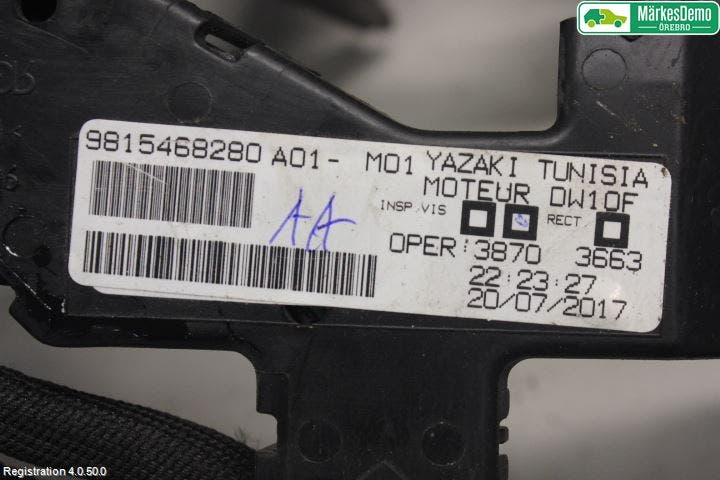 MärkesDemo
ÖREBRO
9815468280 A01- M01 YAZAKI TUNISIA
MOTEUR DW10F
INSP/VIS RECT
AA
OPER:3870 3663
22:23:27
20/07/2017
Registration 4.0.50.0